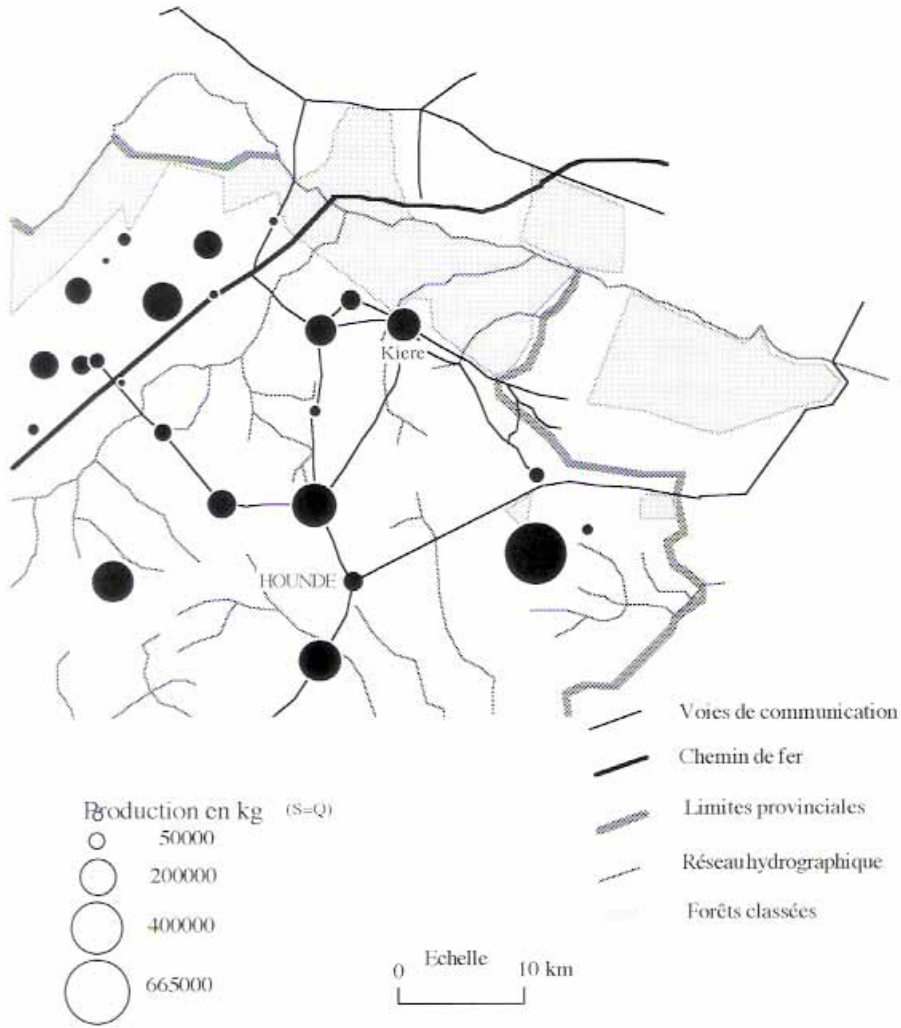 Kiere
HOUNDE
Voies de communication
Chemin de fer
Limites provinciales
Réseau hydrographique
Forêts classées
Production en kg (S=Q)
50000
200000
400000
665000
Echelle
0 10 km